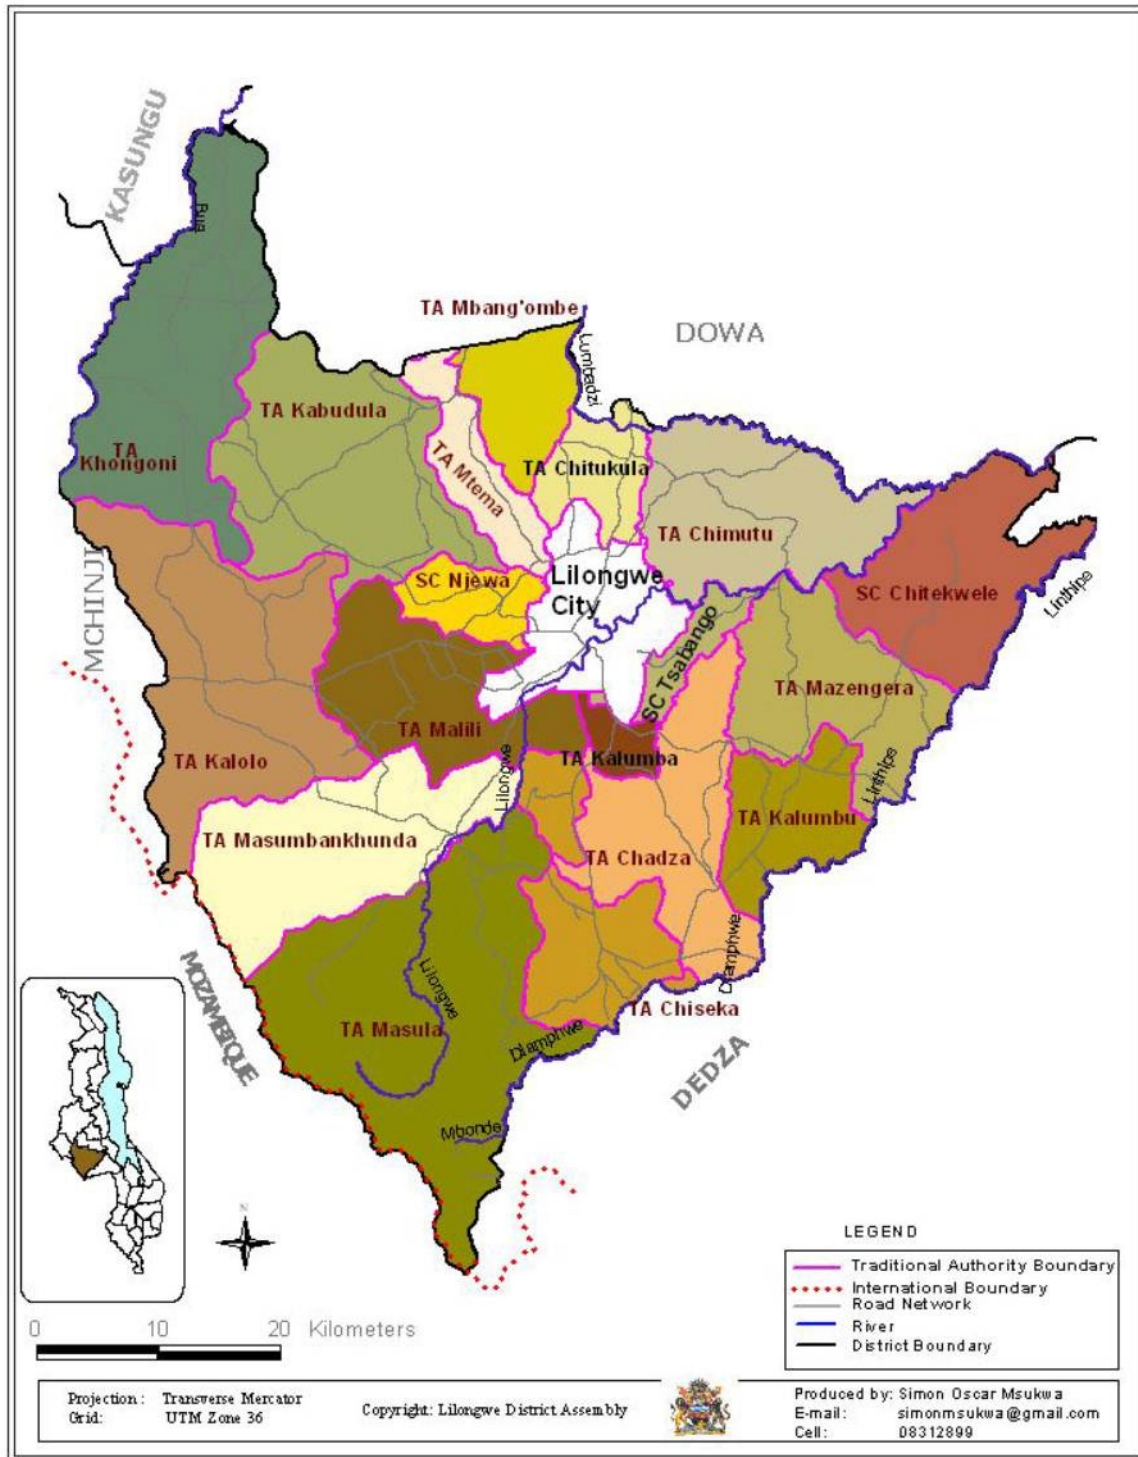 KASUNGU
Bua
TA Mbang'ombe
DOWA
Lumbadzi
TA Kabudula
TA
Khongoni
TA Mtema
TA Chitukula
TA Chimutu
MCHINJI
SC Njewa
Lilongwe
City
SC Chitekwele
Linthipe
SC Tsabango
TA Mazengera
TA Malili
TA Kalolo
Lilongwe
TA Kalumba
Linthipe
TA Masumbankhunda
TA Kalumbu
TA Chadza
MOZAMBIQUE
Lilongwe
Diamphwe
TA Masula
Diamphwe
TA Chiseka
DEDZA
Mbonde
N
LEGEND
Traditional Authority Boundary
International Boundary
Road Network
River
District Boundary
0 10 20 Kilometers
Projection: Transverse Mercator
Grid: UTM Zone 36
Copyright: Lilongwe District Assembly
Produced by: Simon Oscar Msukwa
E-mail: simonmsukwa@gmail.com
Cell: 08312899